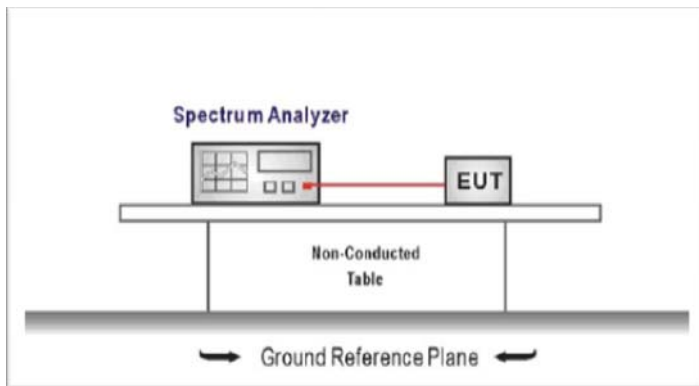 Spectrum Analyzer
EUT
Non-Conducted
Table
Ground Reference Plane